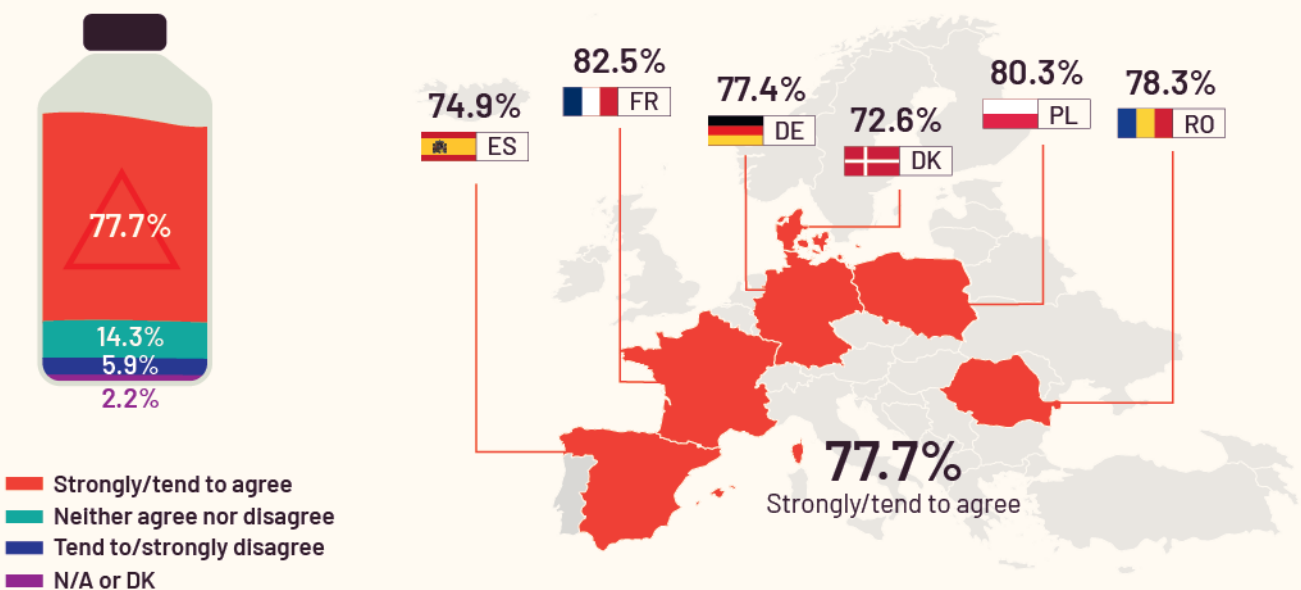 77.7%
14.3%
5.9%
2.2%
Strongly/tend to agree
Neither agree nor disagree
Tend to/strongly disagree
N/A or DK
74.9%
ES
82.5%
FR
77.4%
DE
72.6%
DK
80.3%
PL
78.3%
RO
77.7%
Strongly/tend to agree